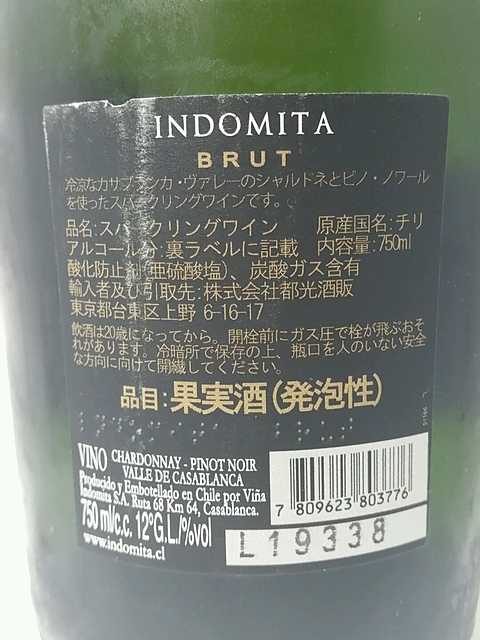 INDOMITA
BRUT
冷涼なカサブランカ・ヴァレーのシャルドネとピノ・ノワール
を使ったスパークリングワインです。
品名:スパークリングワイン 原産国名:チリ
アルコール分:裏ラベルに記載 内容量:750ml
酸化防止剤(亜硫酸塩)、炭酸ガス含有
輸入者及び引取先:株式会社都光酒販
東京都台東区上野 6-16-17
飲酒は20歳になってから。開栓前にガス圧で栓が飛ぶおそ
れがあります。冷暗所で保存の上、瓶口を人のいない安全
な方向に向けて開繊してください。
品目:果実酒(発泡性)
VINO CHARDONNAY - PINOT NOIR
VALLE DE CASABLANCA
Producido y Embotellado en Chile por Viña
Indomita S.A. Ruta 68 Km 64, Casablanca.
750 ml/c.c. 12°G.L./%vol
www.indomita.cl
7 809623 803776
L19338